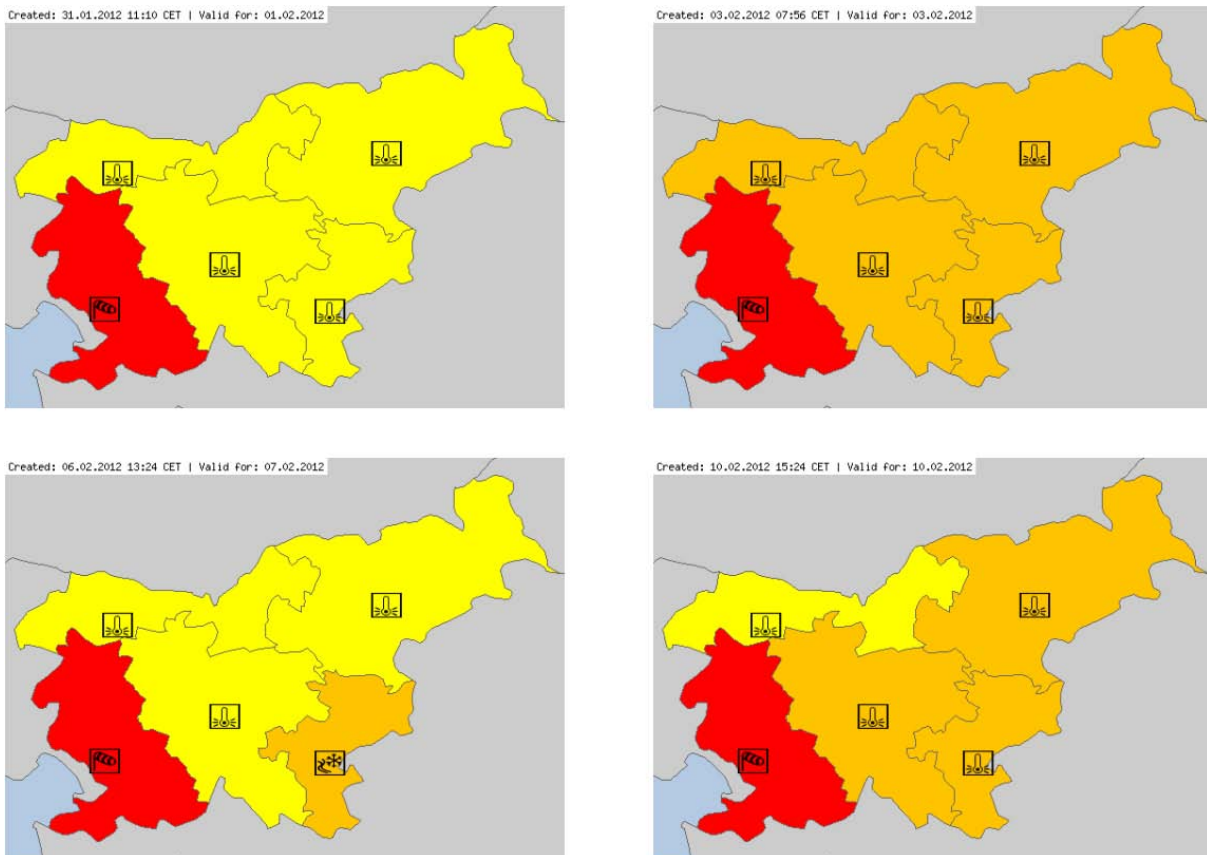 Created: 31.01.2012 11:10 CET | Valid for: 01.02.2012
Created: 03.02.2012 07:56 CET | Valid for: 03.02.2012
Created: 06.02.2012 13:24 CET | Valid for: 07.02.2012
Created: 10.02.2012 15:24 CET | Valid for: 10.02.2012